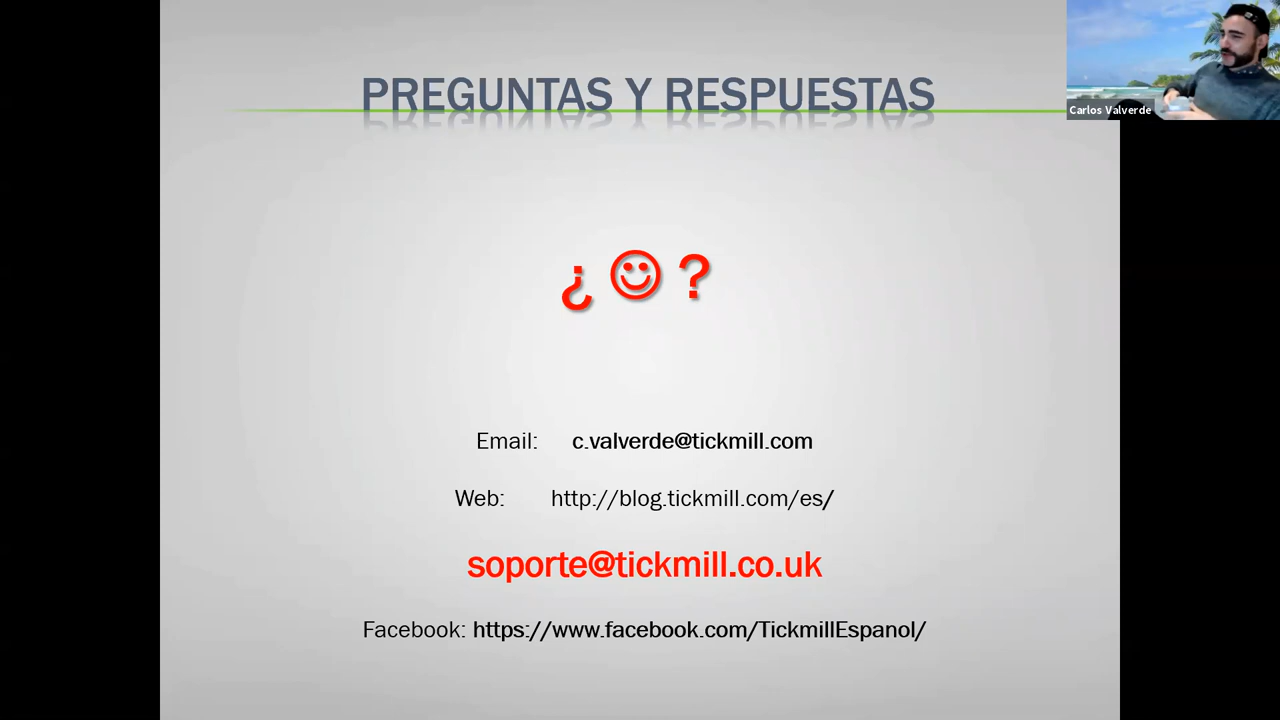 PREGUNTAS Y RESPUESTAS
Carlos Valverde
¿ ☺ ?
Email: c.valverde@tickmill.com
Web: http://blog.tickmill.com/es/
soporte@tickmill.co.uk
Facebook: https://www.facebook.com/TickmillEspanol/